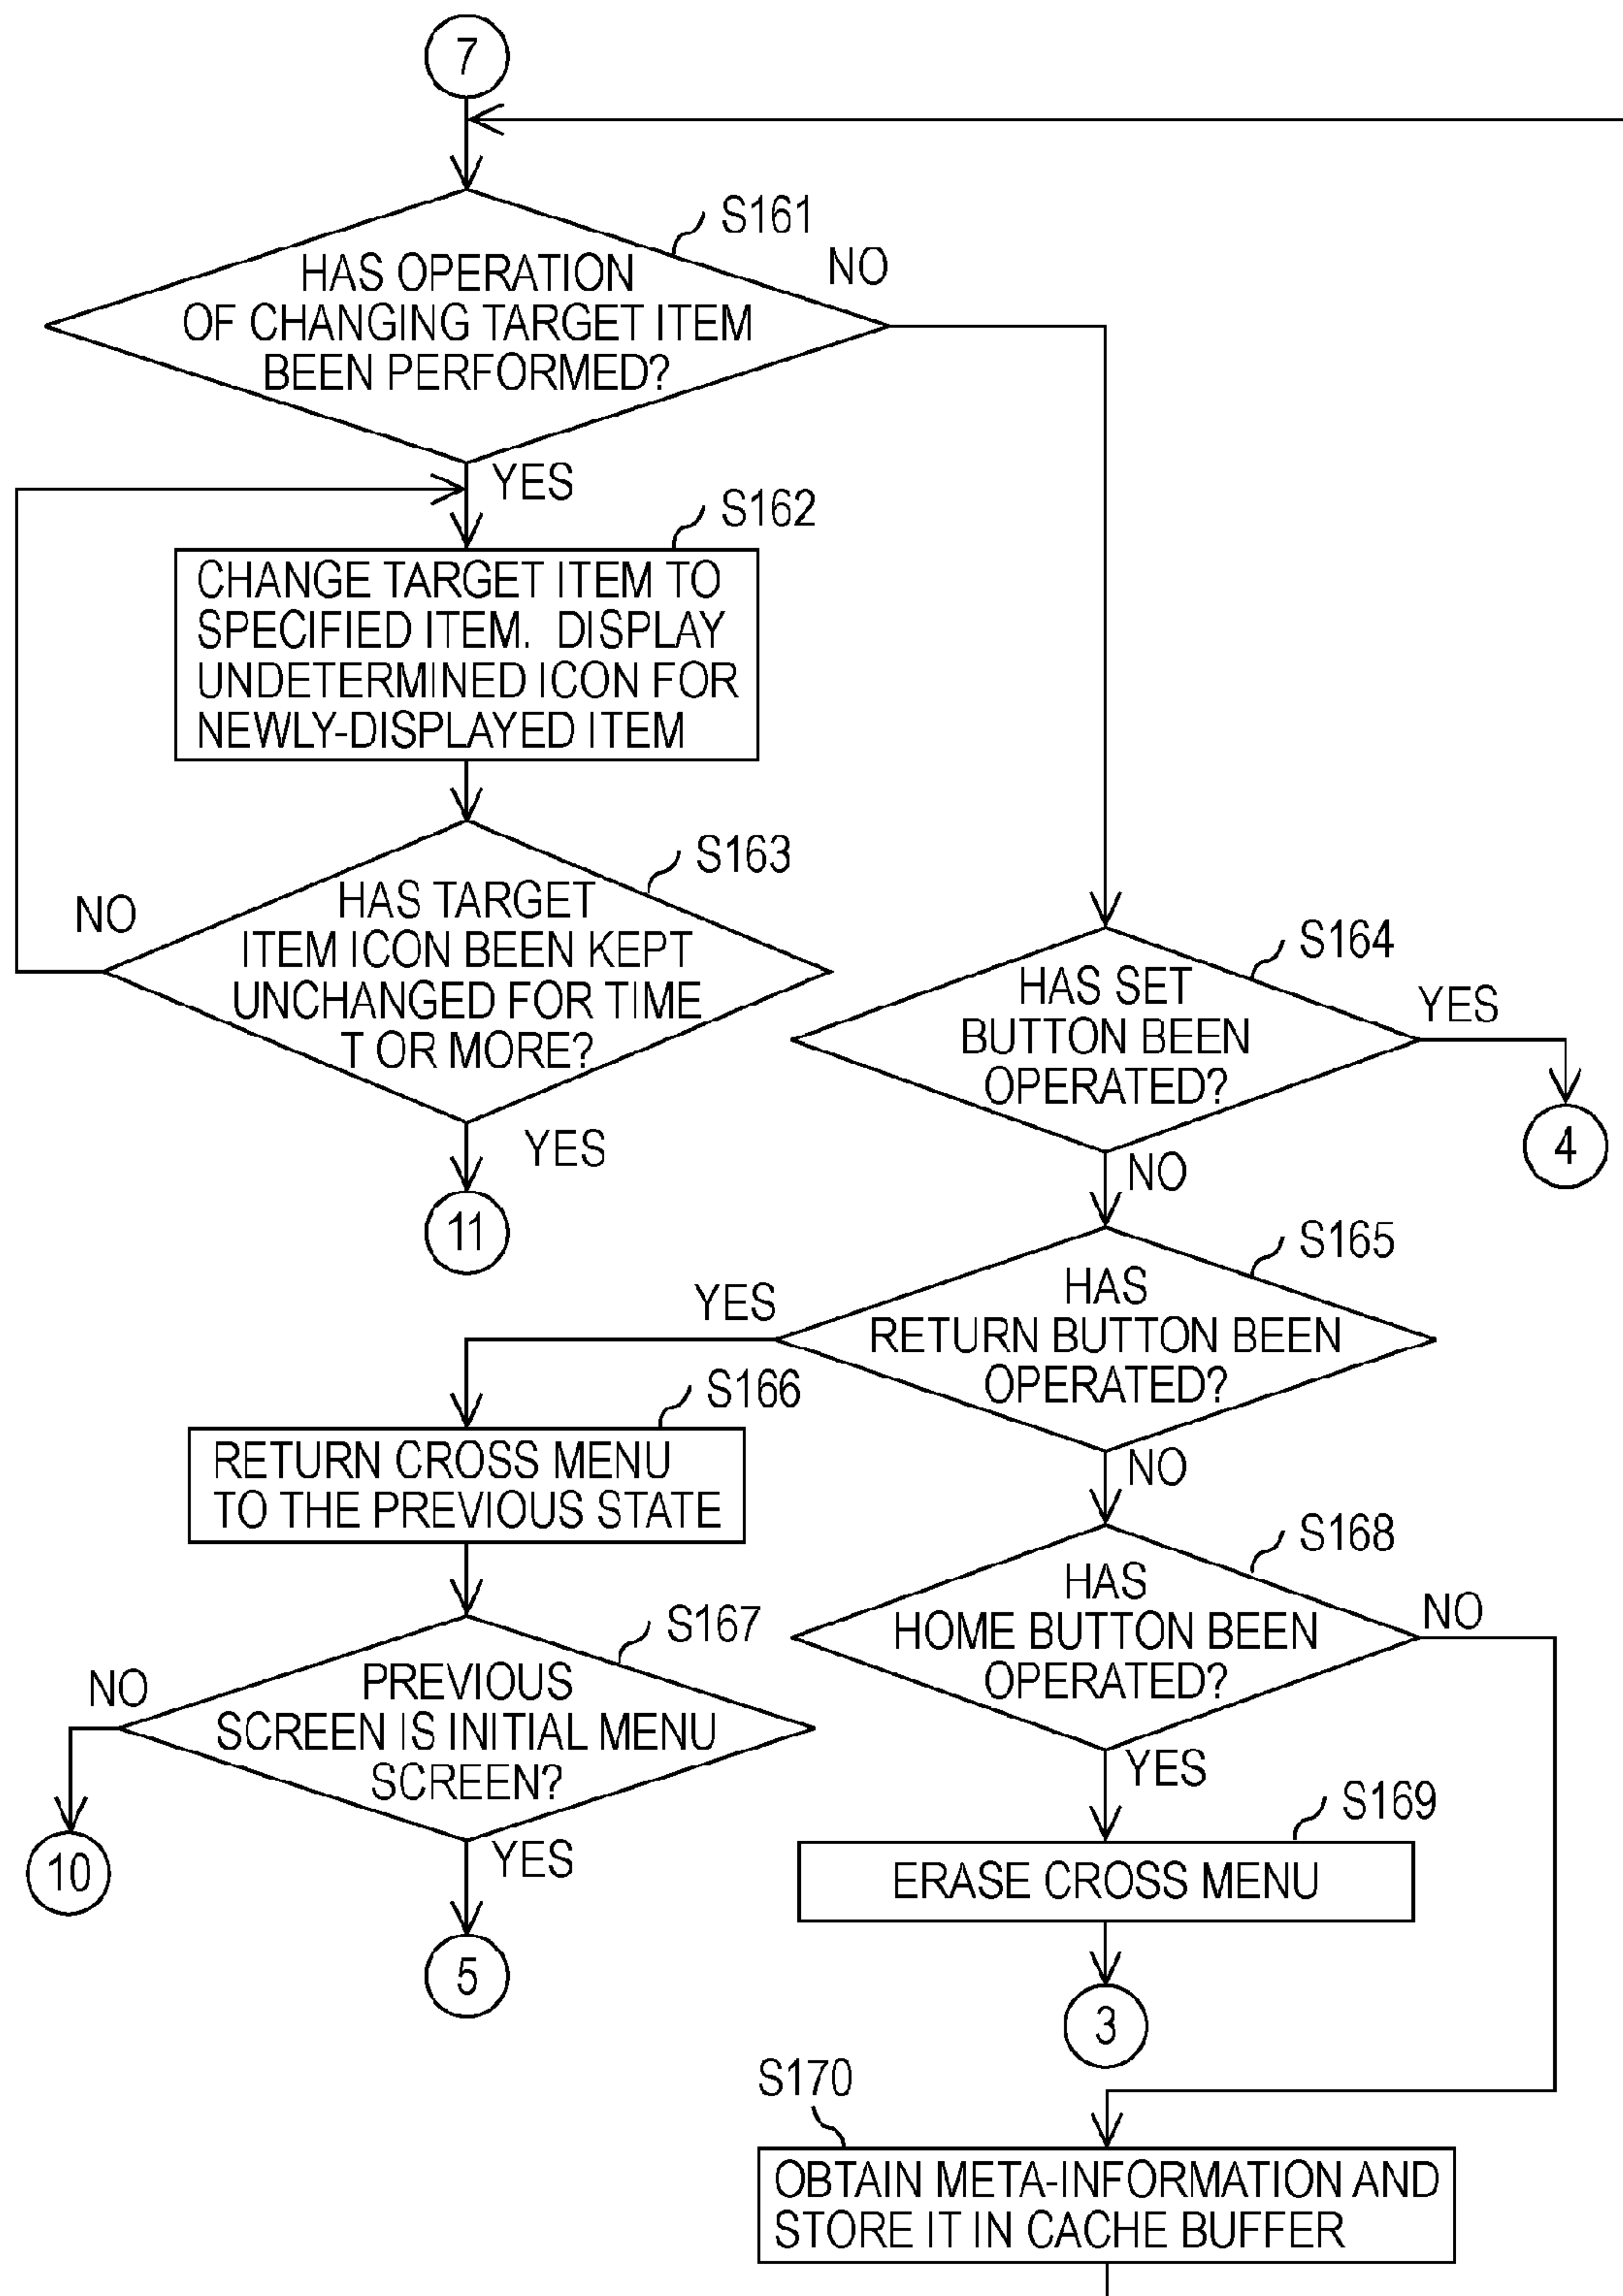 7
S161
HAS OPERATION
OF CHANGING TARGET ITEM
BEEN PERFORMED?
NO
YES
S162
CHANGE TARGET ITEM TO
SPECIFIED ITEM. DISPLAY
UNDETERMINED ICON FOR
NEWLY-DISPLAYED ITEM
S163
HAS TARGET
ITEM ICON BEEN KEPT
UNCHANGED FOR TIME
T OR MORE?
NO
YES
11
S164
HAS SET
BUTTON BEEN
OPERATED?
YES
4
NO
S165
HAS
RETURN BUTTON BEEN
OPERATED?
YES
S166
RETURN CROSS MENU
TO THE PREVIOUS STATE
S167
PREVIOUS
SCREEN IS INITIAL MENU
SCREEN?
NO
10
YES
5
NO
S168
HAS
HOME BUTTON BEEN
OPERATED?
NO
YES
S169
ERASE CROSS MENU
3
S170
OBTAIN META-INFORMATION AND
STORE IT IN CACHE BUFFER